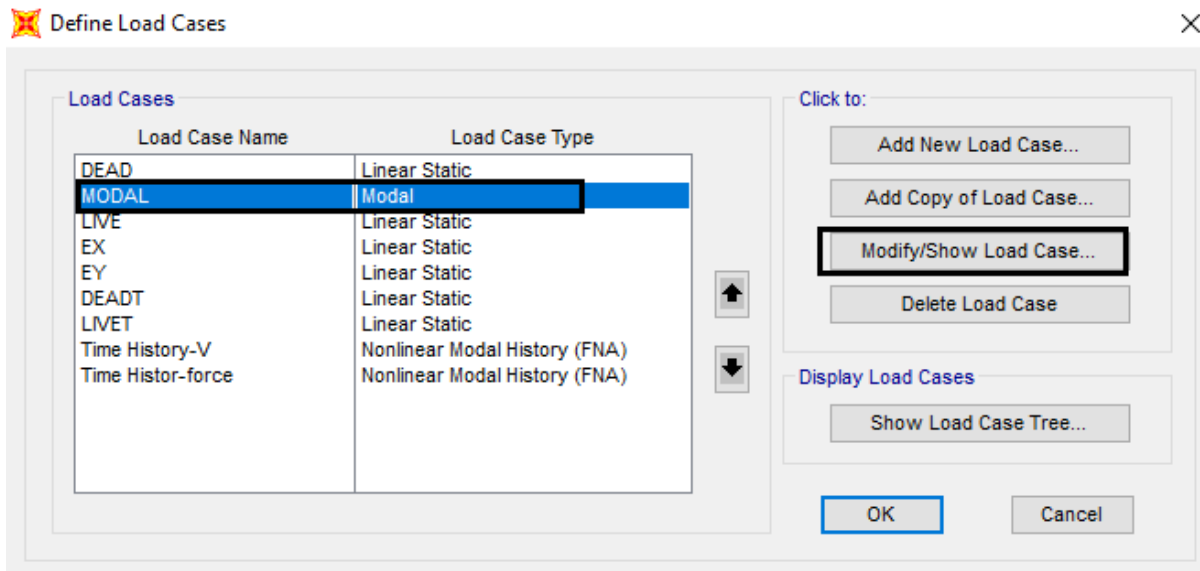 Define Load Cases
Load Cases
Load Case Name Load Case Type
DEAD Linear Static
MODAL Modal
LIVE Linear Static
EX Linear Static
EY Linear Static
DEADT Linear Static
LIVET Linear Static
Time History-V Nonlinear Modal History (FNA)
Time Histor-force Nonlinear Modal History (FNA)
Click to:
Add New Load Case...
Add Copy of Load Case...
Modify/Show Load Case...
Delete Load Case
Display Load Cases
Show Load Case Tree...
OK Cancel